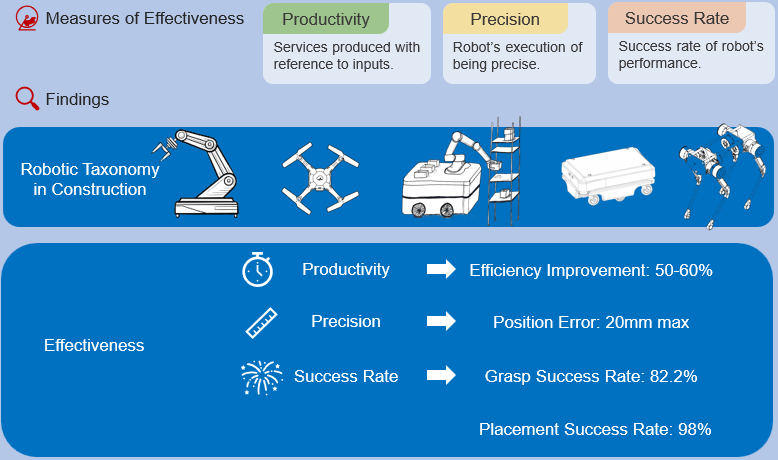 Measures of Effectiveness
Productivity
Services produced with
reference to inputs.
Precision
Robot's execution of
being precise.
Success Rate
Success rate of robot's
performance.
Findings
Robotic Taxonomy
in Construction
Effectiveness
Productivity
Efficiency Improvement: 50-60%
Precision
Position Error: 20mm max
Success Rate
Grasp Success Rate: 82.2%
Placement Success Rate: 98%